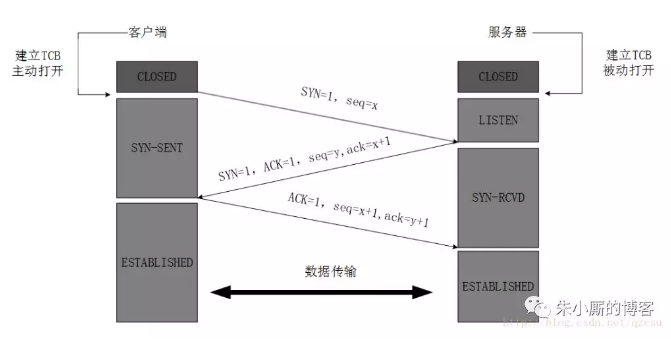 客户端
服务器
建立TCB
主动打开
建立TCB
被动打开
CLOSED
CLOSED
SYN=1, seq=x
LISTEN
SYN-SENT
SYN=1, ACK=1, seq=y,ack=x+1
SYN-RCVD
ACK=1, seq=x+1,ack=y+1
ESTABLISHED
数据传输
ESTABLISHED
朱小厮的博客
http://blog.csdn.net/qzcsu